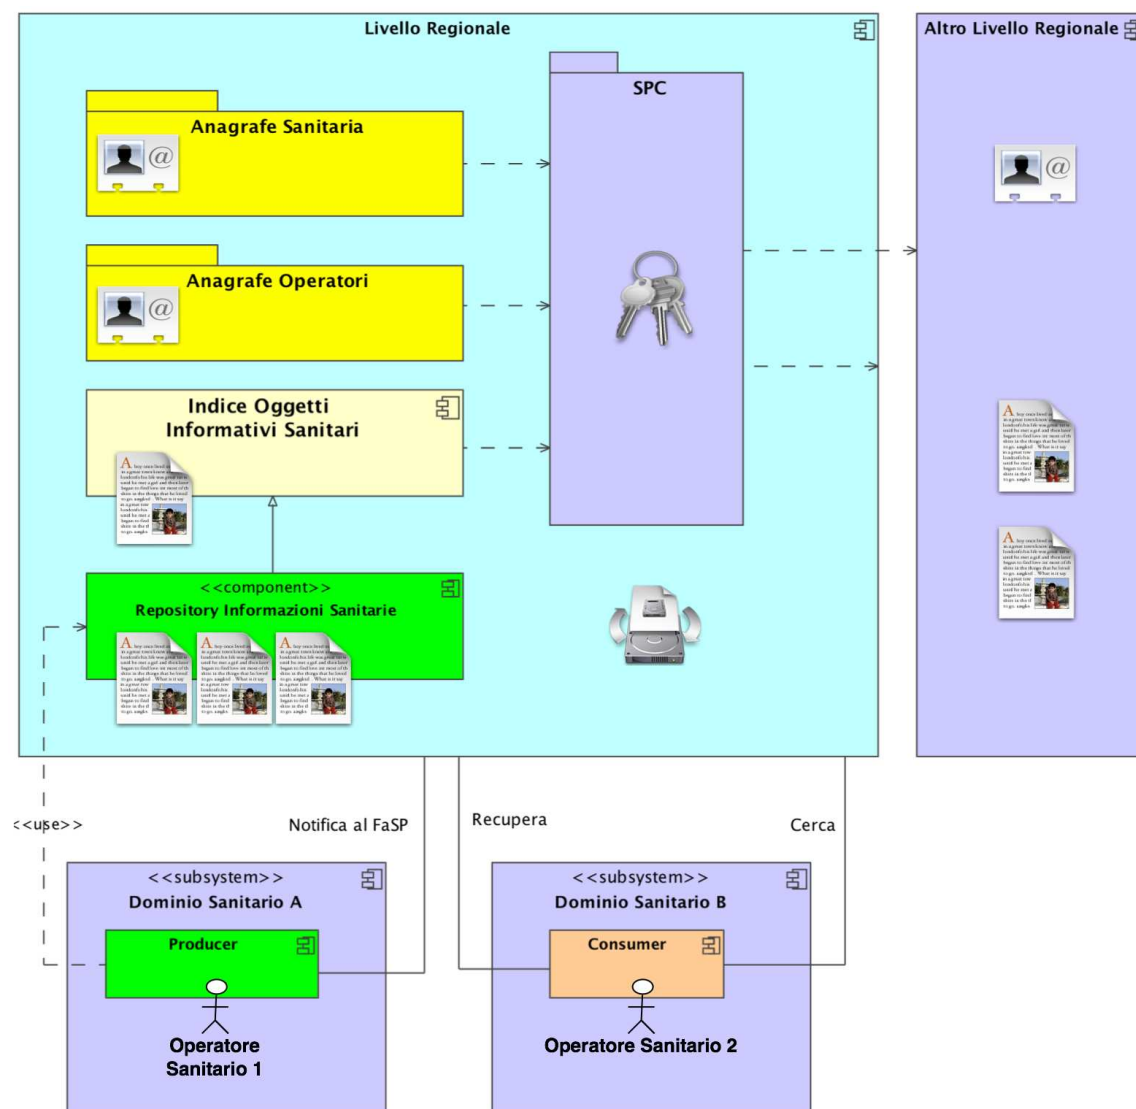 Livello Regionale
Altro Livello Regionale
SPC
Anagrafe Sanitaria
@
@
Anagrafe Operatori
@
Indice Oggetti
Informativi Sanitari
<<component>>
Repository Informazioni Sanitarie
<<use>>
Notifica al FaSP
Recupera
Cerca
<<subsystem>>
Dominio Sanitario A
Producer
Operatore
Sanitario 1
<<subsystem>>
Dominio Sanitario B
Consumer
Operatore Sanitario 2